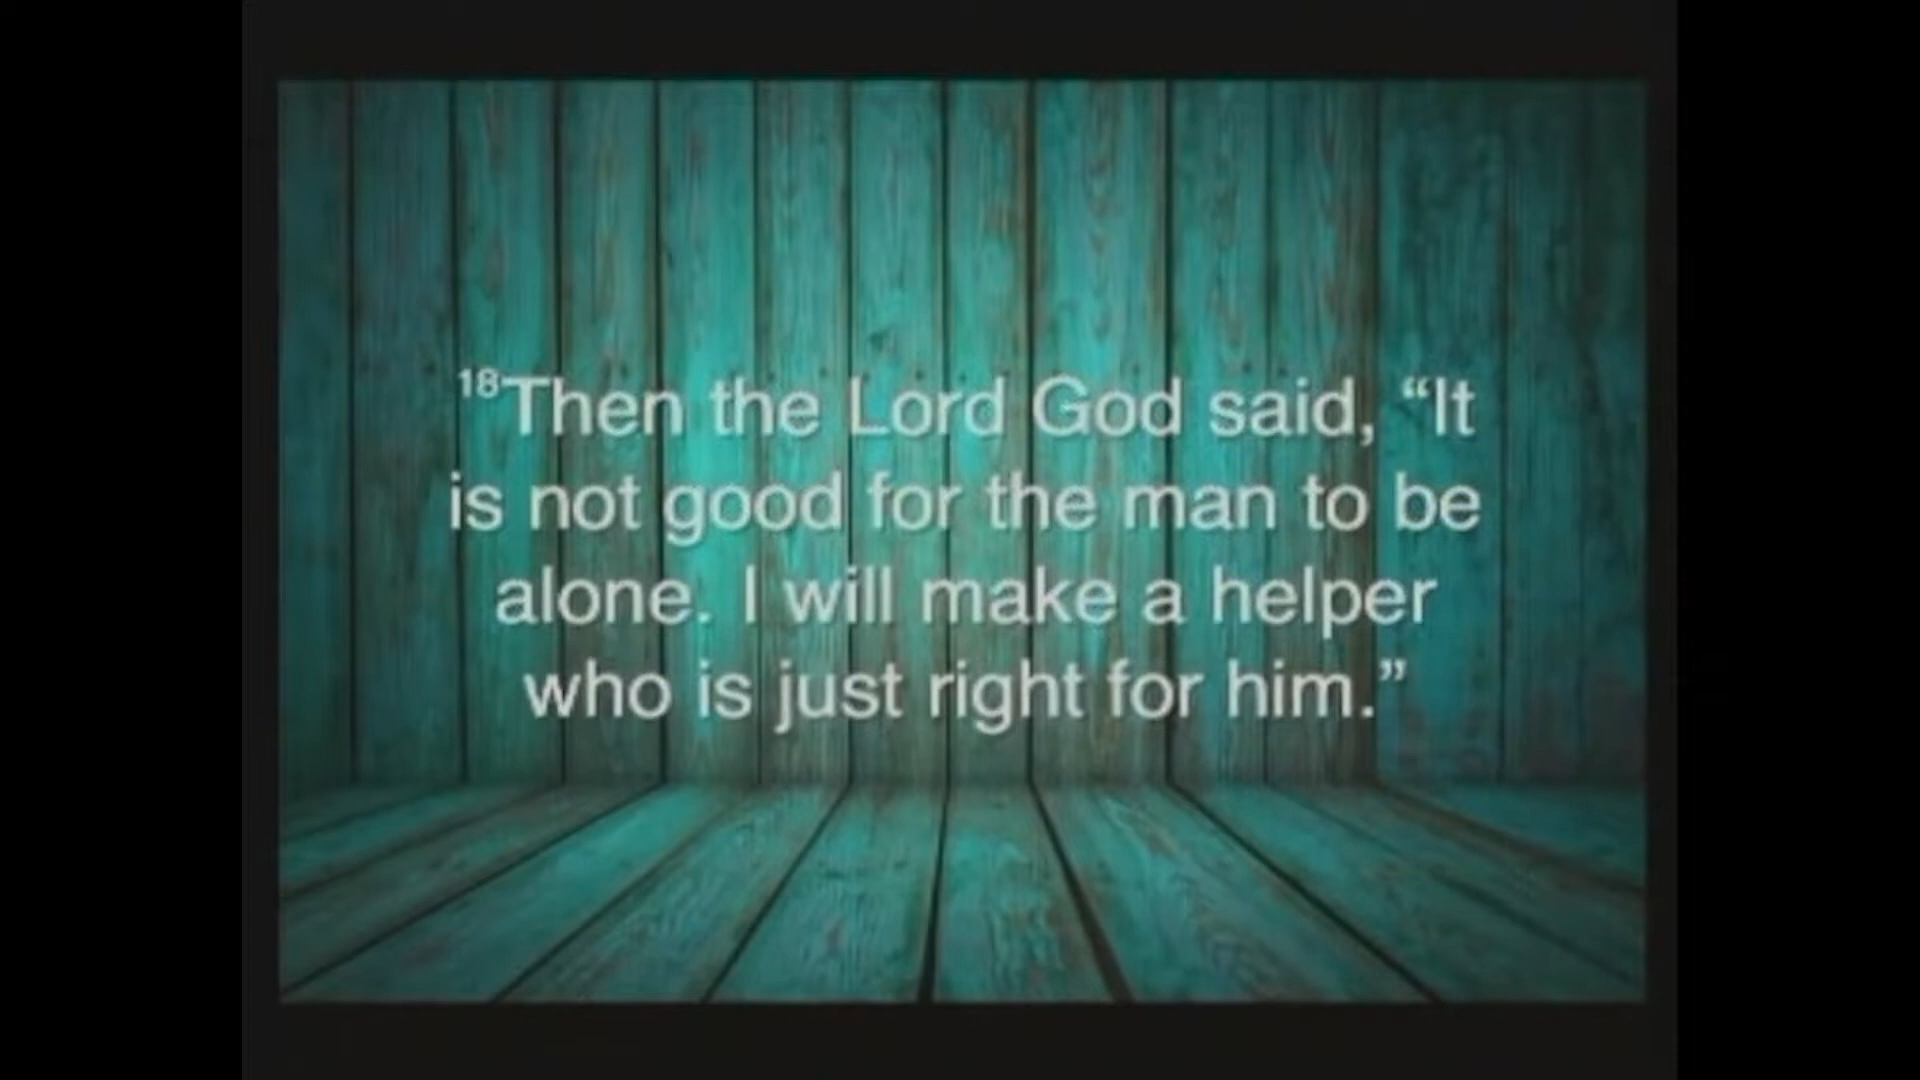 18Then the Lord God said, “It
is not good for the man to be
alone. I will make a helper
who is just right for him.”